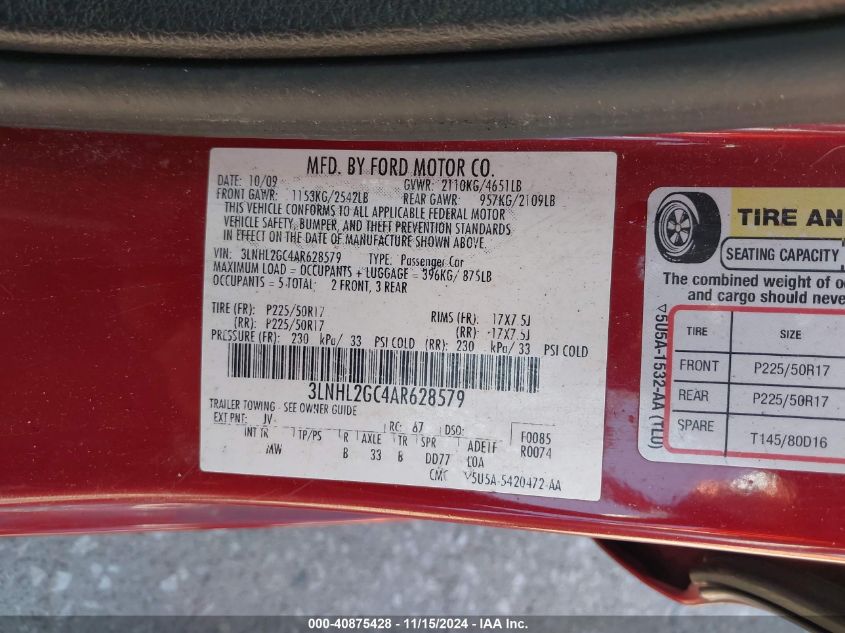 MFD. BY FORD MOTOR CO.
DATE: 10/09 GVWR: 2110KG/4651LB
FRONT GAWR: 1153KG/2542LB REAR GAWR: 957KG/2109LB
THIS VEHICLE CONFORMS TO ALL APPLICABLE FEDERAL MOTOR
VEHICLE SAFETY, BUMPER, AND THEFT PREVENTION STANDARDS
IN EFFECT ON THE DATE OF MANUFACTURE SHOWN ABOVE.
VIN: 3LNHL2GC4AR628579 TYPE: Passenger Car
MAXIMUM LOAD = OCCUPANTS + LUGGAGE = 396KG/ 875LB
OCCUPANTS = 5 TOTAL: 2 FRONT, 3 REAR
TIRE (FR): P225/50R17 RIMS (FR): 17X7.5J
(RR): P225/50R17 (RR): 17X7.5J
PRESSURE (FR): 230 kPa/ 33 PSI COLD (RR): 230 kPa/ 33 PSI COLD
3LNHL2GC4AR628579
TRAILER TOWING - SEE OWNER GUIDE
EXT PNT: JV RC: 67 DSO: F0085
INT TR TP/PS R AXLE TR SPR ADETF R0074
MW B 33 B DD77 LOA
CMC V5U5A-5420472-AA
TIRE AN
SEATING CAPACITY
The combined weight of oc
and cargo should neve
TIRE SIZE
FRONT P225/50R17
REAR P225/50R17
SPARE T145/80D16
▽5U5A-1532-AA (TLU)
000-40875428 - 11/15/2024 - © IAA, Inc.